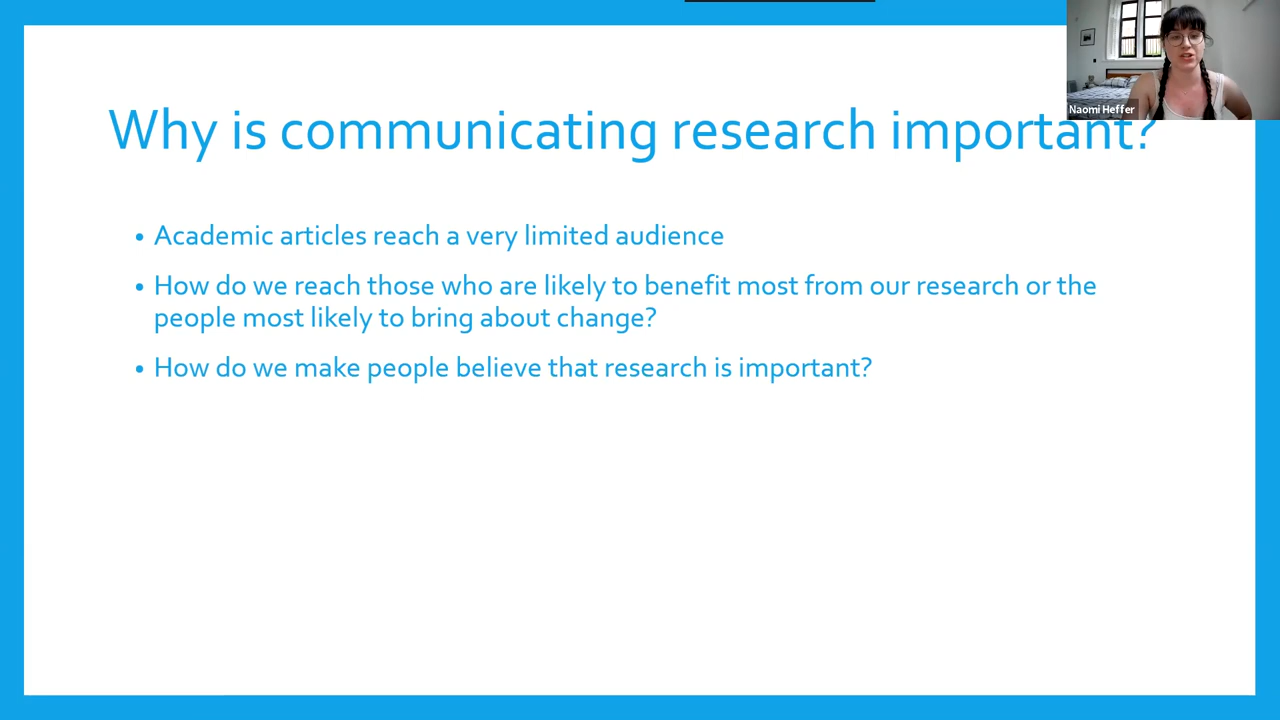 Naomi Heffer
Why is communicating research important?
• Academic articles reach a very limited audience
• How do we reach those who are likely to benefit most from our research or the
people most likely to bring about change?
• How do we make people believe that research is important?